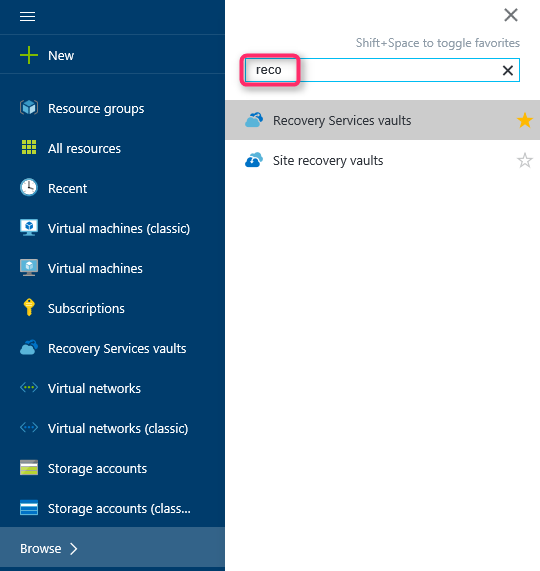 New
Resource groups
All resources
Recent
Virtual machines (classic)
Virtual machines
Subscriptions
Recovery Services vaults
Virtual networks
Virtual networks (classic)
Storage accounts
Storage accounts (class...
Browse
Shift+Space to toggle favorites
reco
Recovery Services vaults
Site recovery vaults